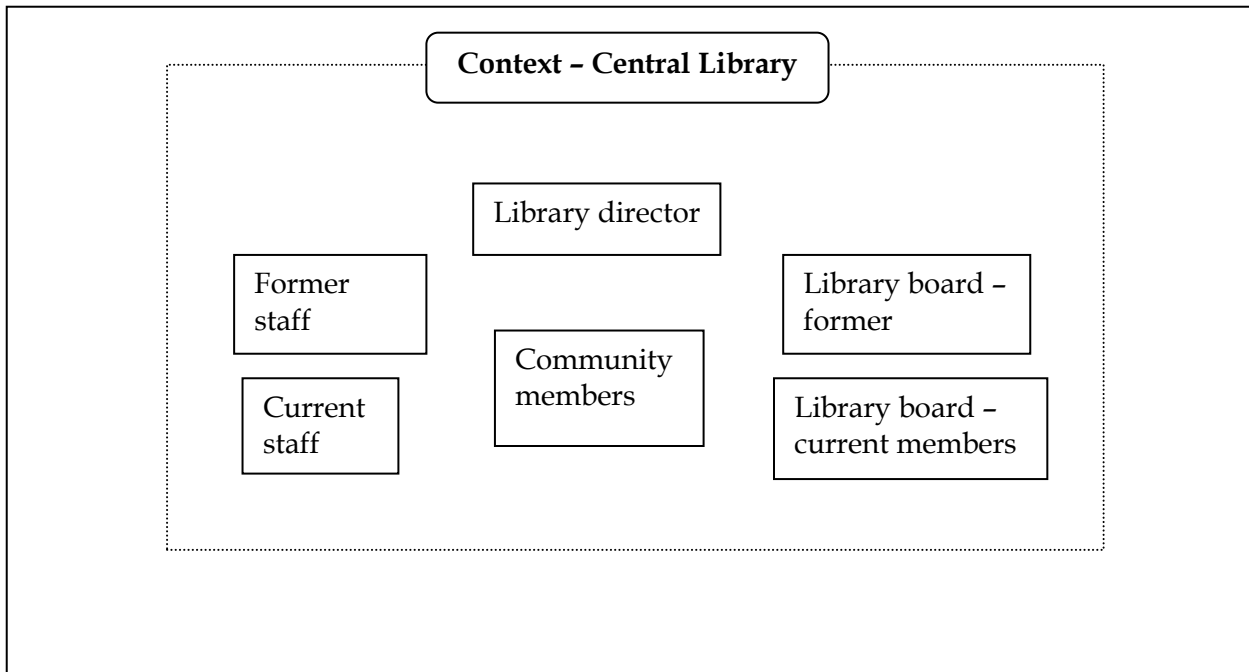 Context – Central Library
Library director
Former
staff
Library board –
former
Community
members
Current
staff
Library board –
current members